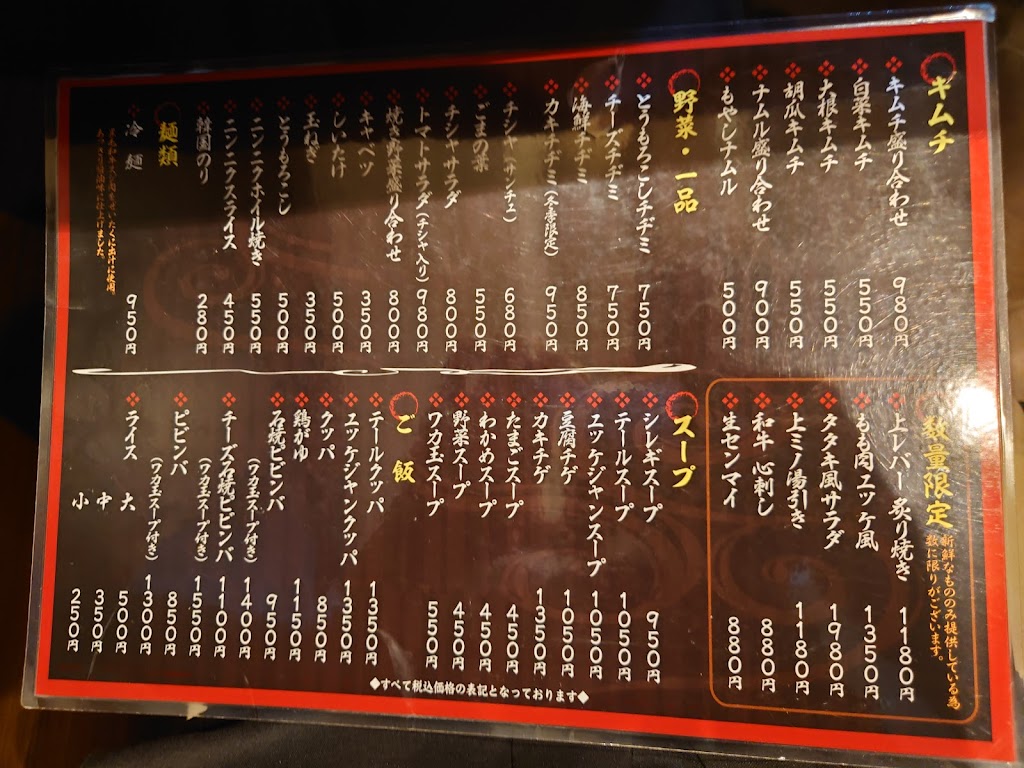 キムチ
キムチ盛り合わせ 980円
白菜キムチ 550円
大根キムチ 550円
胡瓜キムチ 550円
ナムル盛り合わせ 900円
もやしナムル 500円
野菜・一品
とうもろこしチヂミ 750円
チーズチヂミ 750円
海鮮チヂミ 850円
カキチヂミ(冬季限定) 950円
チシャ(サンチュ) 680円
ごまの葉 550円
チシャサラダ 800円
トマトサラダ(チシャ入り) 980円
焼き野菜盛り合わせ 800円
キャベツ 350円
しいたけ 500円
玉ねぎ 350円
とうもろこし 500円
ニンニクホイル焼き 550円
ニンニクスライス 450円
韓国のり 280円
麺類
冷麺 950円
仕上げました。
数量限定
新鮮なもののみ提供している為
数に限りがございます。
上レバー炙り焼き 1180円
もも肉ユッケ風 1350円
タタキ風サラダ 1980円
上ミノ湯引き 1180円
和牛 心刺し 880円
生センマイ 880円
スープ
シレギスープ 950円
テールスープ 1050円
ユッケジャンスープ 1050円
豆腐チゲ 1050円
カキチゲ 1350円
たまごスープ 450円
わかめスープ 450円
野菜スープ 450円
ワカ玉スープ 550円
ご飯
テールクッパ 1350円
ユッケジャンクッパ 1350円
クッパ 850円
鶏がゆ 1150円
石焼ピビンバ 950円
(ワカ玉スープ付き) 1400円
チーズ石焼ピビンバ 1100円
(ワカ玉スープ付き) 1550円
ピビンバ 850円
(ワカ玉スープ付き) 1300円
ライス 大 500円
中 350円
小 250円
◆すべて税込価格の表記となっております◆